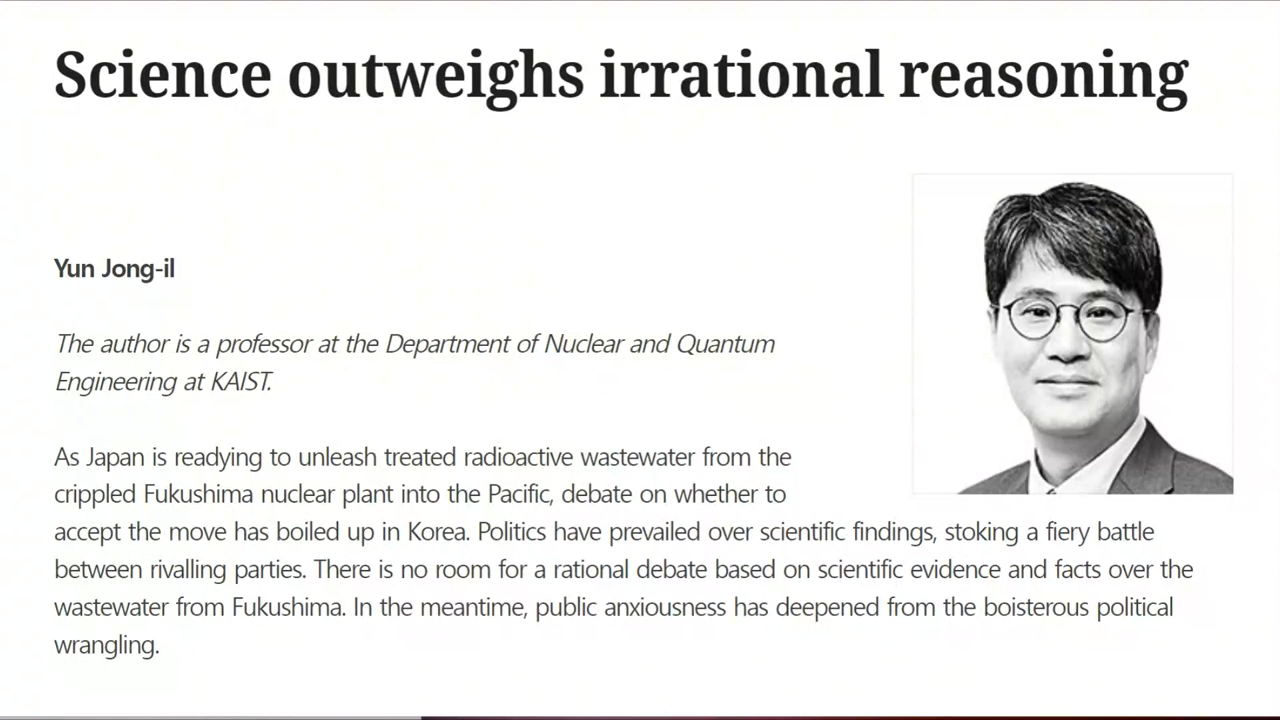 Science outweighs irrational reasoning
Yun Jong-il
The author is a professor at the Department of Nuclear and Quantum
Engineering at KAIST.
As Japan is readying to unleash treated radioactive wastewater from the
crippled Fukushima nuclear plant into the Pacific, debate on whether to
accept the move has boiled up in Korea. Politics have prevailed over scientific findings, stoking a fiery battle
between rivalling parties. There is no room for a rational debate based on scientific evidence and facts over the
wastewater from Fukushima. In the meantime, public anxiousness has deepened from the boisterous political
wrangling.